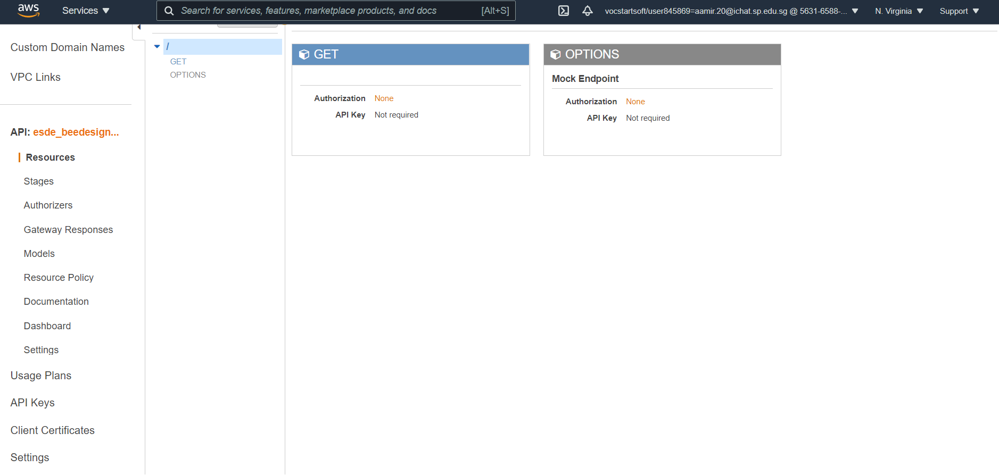 aws
Services
Search for services, features, marketplace products, and docs
[Alt+S]
vocstartsoft/user845869=aamir.20@ichat.sp.edu.sg @ 5631-6588-...
N. Virginia
Support
Custom Domain Names
VPC Links
API: esde_beedesign...
Resources
Stages
Authorizers
Gateway Responses
Models
Resource Policy
Documentation
Dashboard
Settings
Usage Plans
API Keys
Client Certificates
Settings
/
GET
OPTIONS
GET
Authorization None
API Key Not required
OPTIONS
Mock Endpoint
Authorization None
API Key Not required